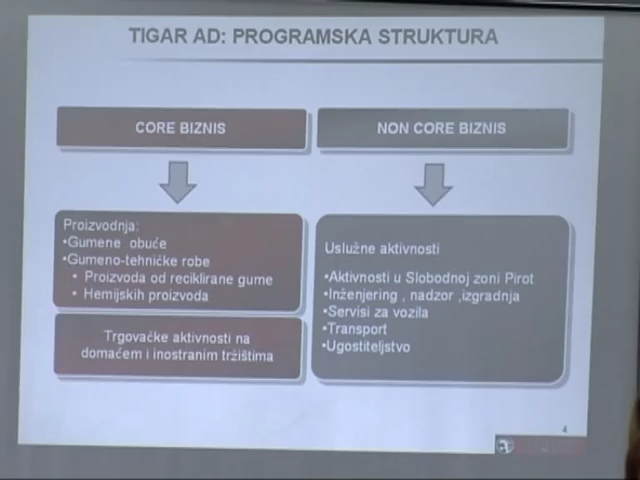 TIGAR AD: PROGRAMSKA STRUKTURA
CORE BIZNIS
NON CORE BIZNIS
Proizvodnja:
•Gumene obuće
•Gumeno-tehničke robe
• Proizvoda od reciklirane gume
• Hemijskih proizvoda
Trgovačke aktivnosti na
domaćem i inostranim tržištima
Uslužne aktivnosti
•Aktivnosti u Slobodnoj zoni Pirot
•Inženjering , nadzor ,izgradnja
•Servisi za vozila
•Transport
•Ugostiteljstvo
4